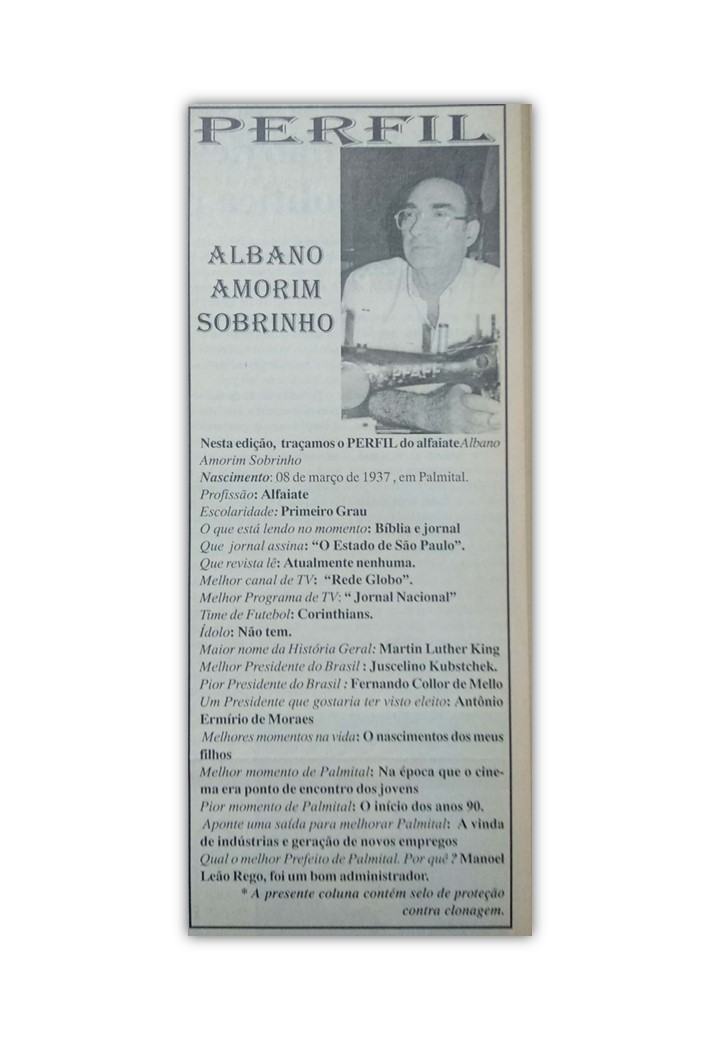 PERFIL
ALBANO
AMORIM
SOBRINHO
PFAFF
Nesta edição, traçamos o PERFIL do alfaiate Albano
Amorim Sobrinho
Nascimento: 08 de março de 1937 , em Palmital.
Profissão: Alfaiate
Escolaridade: Primeiro Grau
O que está lendo no momento: Bíblia e jornal
Que jornal assina: “O Estado de São Paulo”.
Que revista lê: Atualmente nenhuma.
Melhor canal de TV: “Rede Globo”.
Melhor Programa de TV: “ Jornal Nacional”
Time de Futebol: Corinthians.
Ídolo: Não tem.
Maior nome da História Geral: Martin Luther King
Melhor Presidente do Brasil : Juscelino Kubstchek.
Pior Presidente do Brasil : Fernando Collor de Mello
Um Presidente que gostaria ter visto eleito: Antônio
Ermírio de Moraes
Melhores momentos na vida: O nascimentos dos meus
filhos
Melhor momento de Palmital: Na época que o cine-
ma era ponto de encontro dos jovens
Pior momento de Palmital: O início dos anos 90.
Aponte uma saída para melhorar Palmital: A vinda
de indústrias e geração de novos empregos
Qual o melhor Prefeito de Palmital. Por quê ? Manoel
Leão Rego, foi um bom administrador.
* A presente coluna contém selo de proteção
contra clonagem.